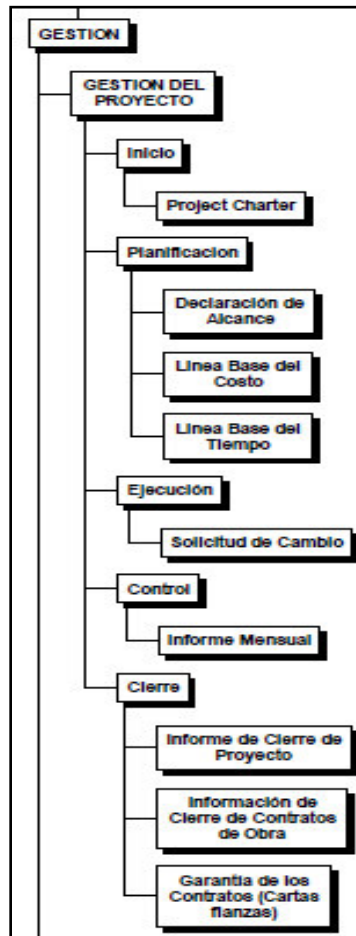 GESTION
GESTION DEL
PROYECTO
Inicio
Project Charter
Planificacion
Declaración de
Alcance
Linea Base del
Costo
Linea Base del
Tiempo
Ejecución
Solicitud de Cambio
Control
Informe Mensual
Cierre
Informe de Cierre de
Proyecto
Información de
Cierre de Contratos
de Obra
Garantia de los
Contratos (Cartas
fianzas)